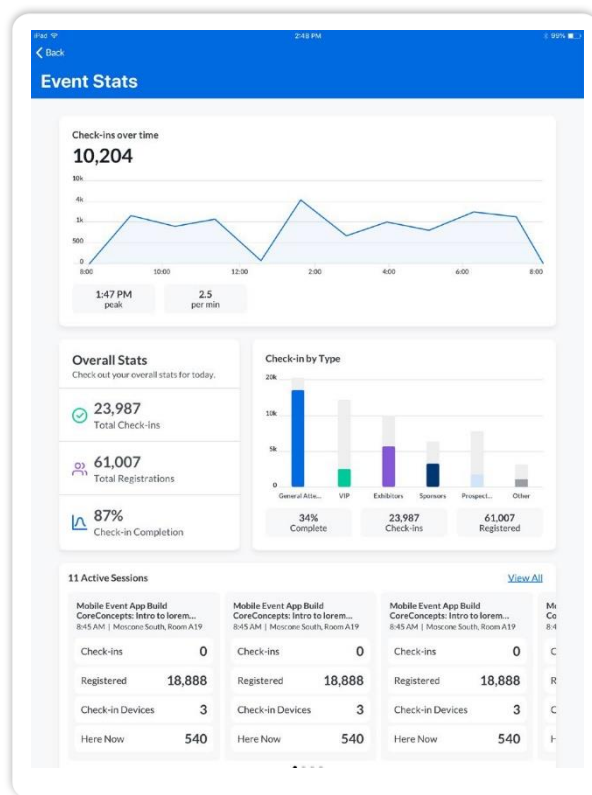 iPad 2:48 PM 99%
Back
Event Stats
Check-ins over time
10,204
10k
4k
1k
500
0
8:00 10:00 12:00 2:00 4:00 6:00 8:00
1:47 PM 2.5
peak per min
Overall Stats
Check out your overall stats for today.
23,987
Total Check-ins
61,007
Total Registrations
87%
Check-in Completion
Check-in by Type
20k
10k
5k
0
General Atte... VIP Exhibitors Sponsors Prospect... Other
34% 23,987 61,007
Complete Check-ins Registered
11 Active Sessions View All
Mobile Event App Build Mobile Event App Build Mobile Event App Build M
CoreConcepts: Intro to lorem... CoreConcepts: Intro to lorem... CoreConcepts: Intro to lorem... Co
8:45 AM | Moscone South, Room A19 8:45 AM | Moscone South, Room A19 8:45 AM | Moscone South, Room A19 8:4
Check-ins 0 Check-ins 0 Check-ins 0 C
Registered 18,888 Registered 18,888 Registered 18,888 R
Check-in Devices 3 Check-in Devices 3 Check-in Devices 3 C
Here Now 540 Here Now 540 Here Now 540 H